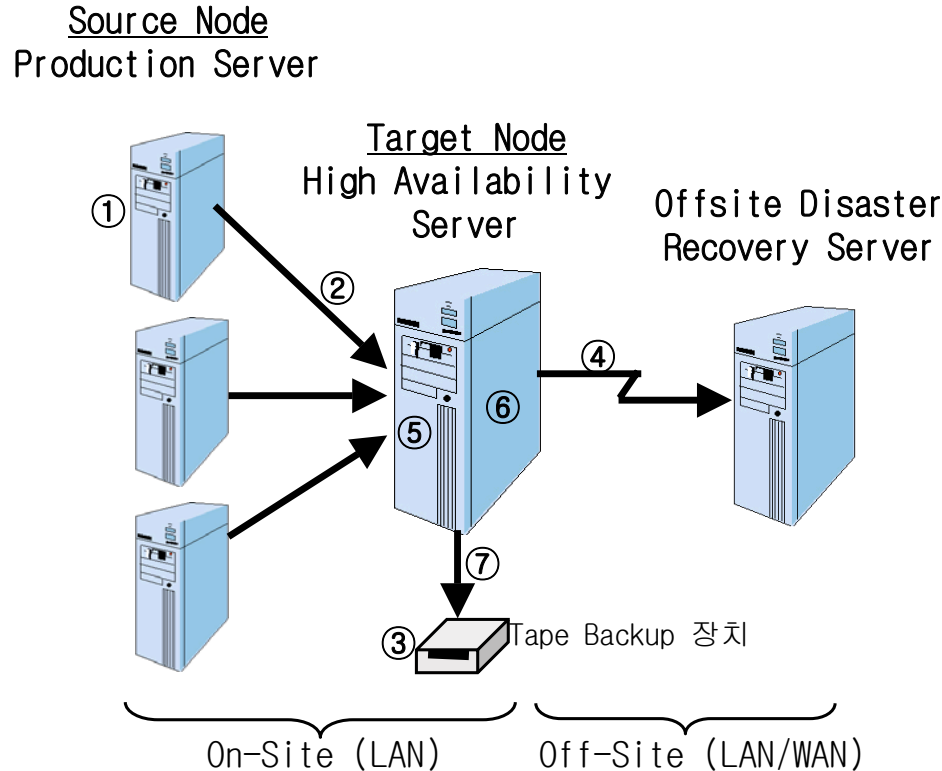 Source Node
Production Server
Target Node
High Availability
Server
Offsite Disaster
Recovery Server
①
②
④
⑥
⑤
⑦
③
Tape Backup 장치
On-Site (LAN)
Off-Site (LAN/WAN)